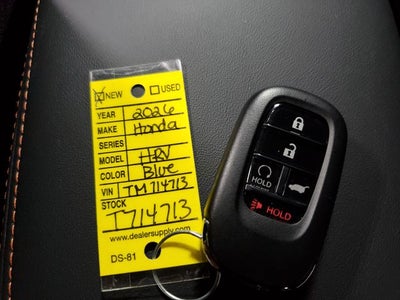 NEW USED
YEAR 2026
MAKE Honda
SERIES
MODEL HRV
COLOR Blue
VIN TM714713
STOCK
T714713
www.dealersupply.com
DS-81
HOLD
HOLD